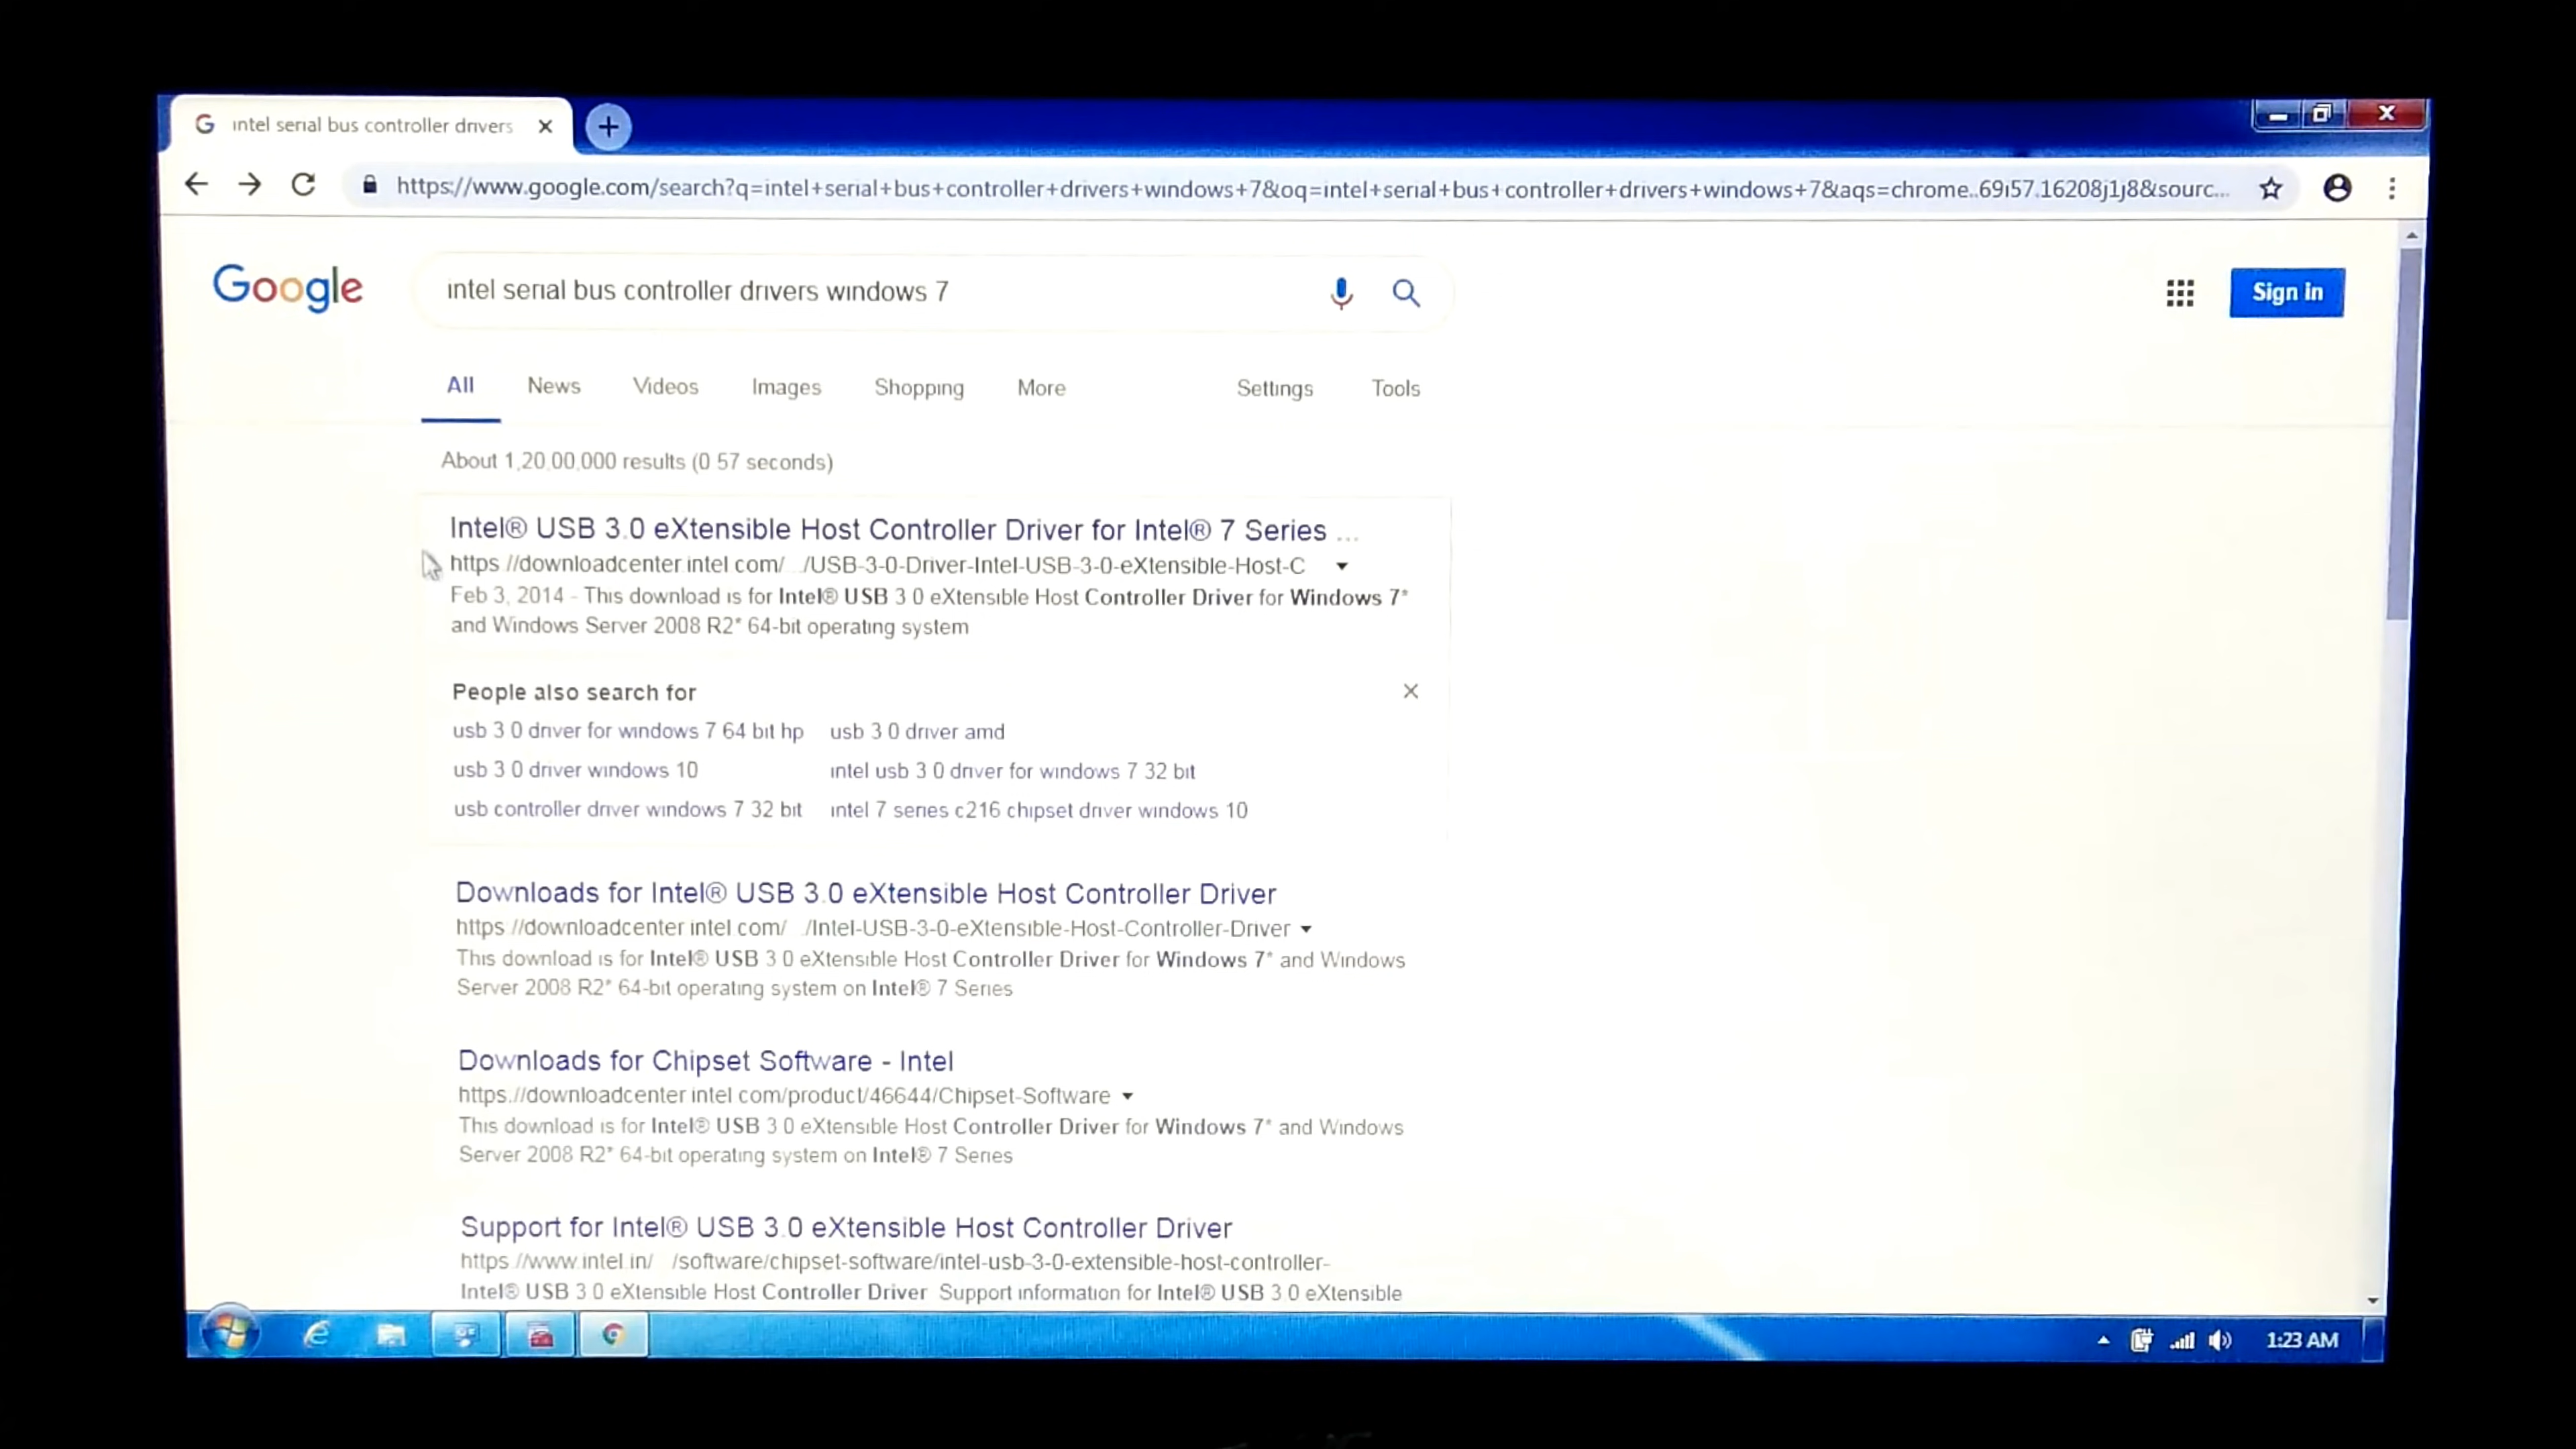 intel serial bus controller drivers
https://www.google.com/search?q=intel+serial+bus+controller+drivers+windows+7&oq=intel+serial+bus+controller+drivers+windows+7&aqs=chrome..69i57.16208j1j8&sourc...
Google
intel serial bus controller drivers windows 7
Sign in
All News Videos Images Shopping More Settings Tools
About 1,20,00,000 results (0 57 seconds)
Intel® USB 3.0 eXtensible Host Controller Driver for Intel® 7 Series ...
https //downloadcenter intel com/ /USB-3-0-Driver-Intel-USB-3-0-eXtensible-Host-C
Feb 3, 2014 - This download is for Intel® USB 3 0 eXtensible Host Controller Driver for Windows 7*
and Windows Server 2008 R2* 64-bit operating system
People also search for
usb 3 0 driver for windows 7 64 bit hp usb 3 0 driver amd
usb 3 0 driver windows 10 intel usb 3 0 driver for windows 7 32 bit
usb controller driver windows 7 32 bit intel 7 series c216 chipset driver windows 10
Downloads for Intel® USB 3.0 eXtensible Host Controller Driver
https //downloadcenter intel com/ /Intel-USB-3-0-eXtensible-Host-Controller-Driver
This download is for Intel® USB 3 0 eXtensible Host Controller Driver for Windows 7* and Windows
Server 2008 R2* 64-bit operating system on Intel® 7 Series
Downloads for Chipset Software - Intel
https://downloadcenter intel com/product/46644/Chipset-Software
This download is for Intel® USB 3 0 eXtensible Host Controller Driver for Windows 7* and Windows
Server 2008 R2* 64-bit operating system on Intel® 7 Series
Support for Intel® USB 3.0 eXtensible Host Controller Driver
https //www intel in/ /software/chipset-software/intel-usb-3-0-extensible-host-controller-
Intel® USB 3 0 eXtensible Host Controller Driver Support information for Intel® USB 3 0 eXtensible
1:23 AM